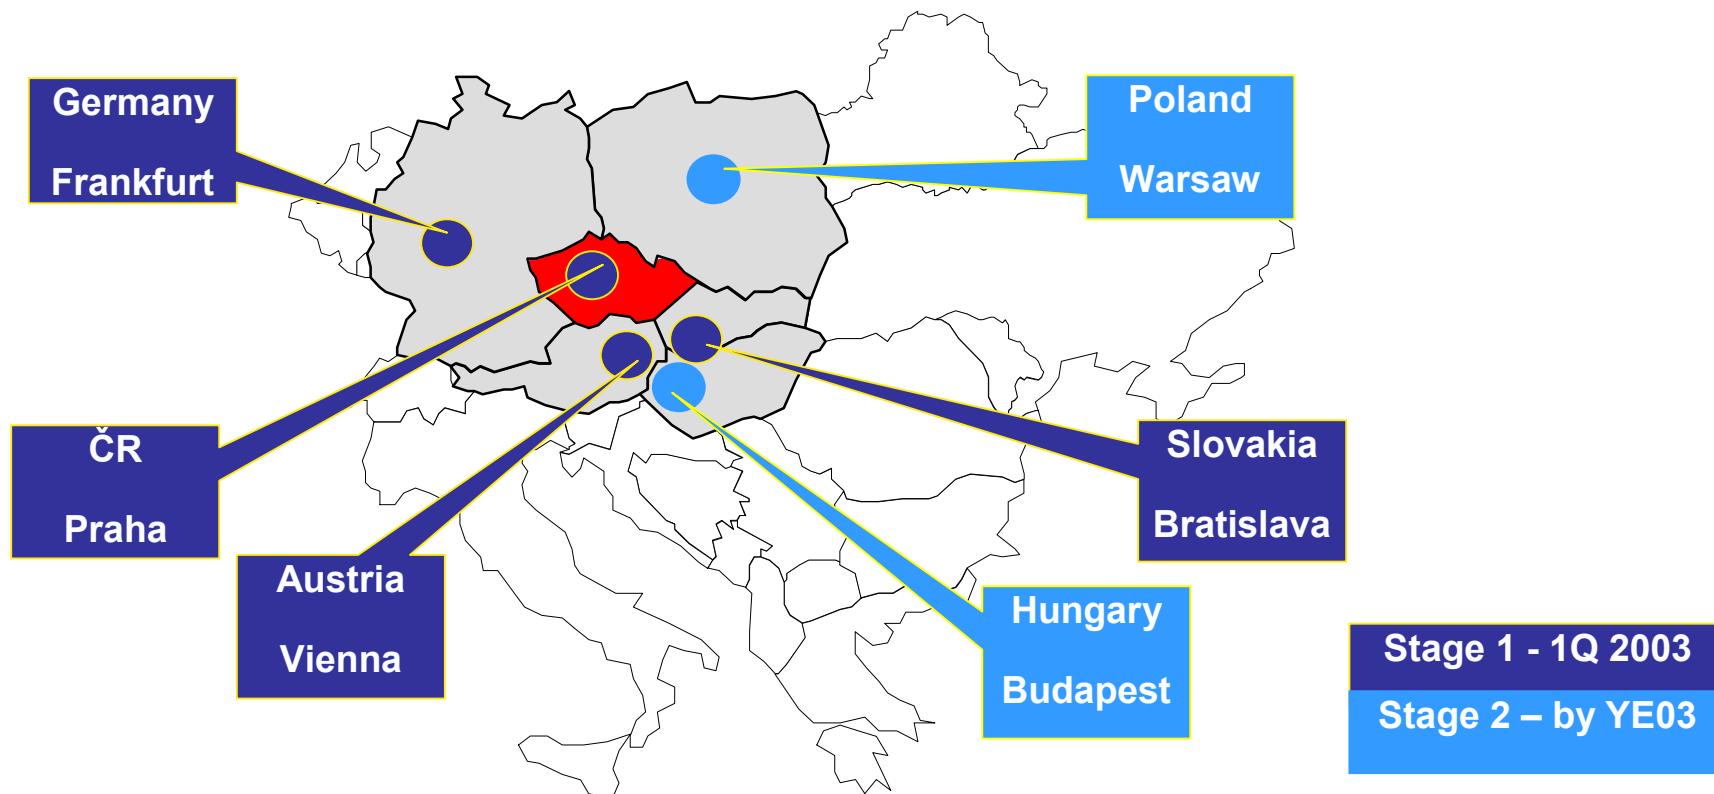 Germany
Frankfurt
Poland
Warsaw
ČR
Praha
Slovakia
Bratislava
Austria
Vienna
Hungary
Budapest
Stage 1 - 1Q 2003
Stage 2 – by YE03